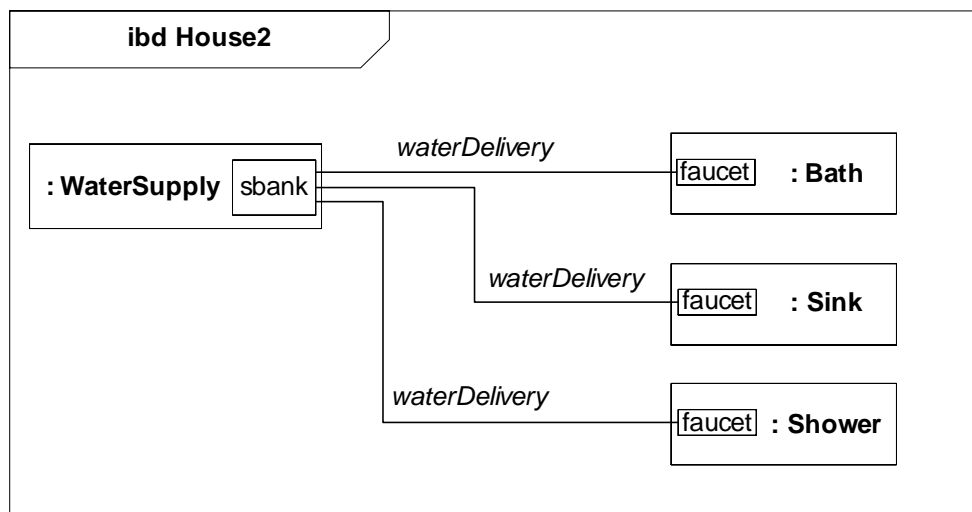 ibd House2
waterDelivery
: WaterSupply
sbank
faucet
: Bath
waterDelivery
faucet
: Sink
waterDelivery
faucet
: Shower